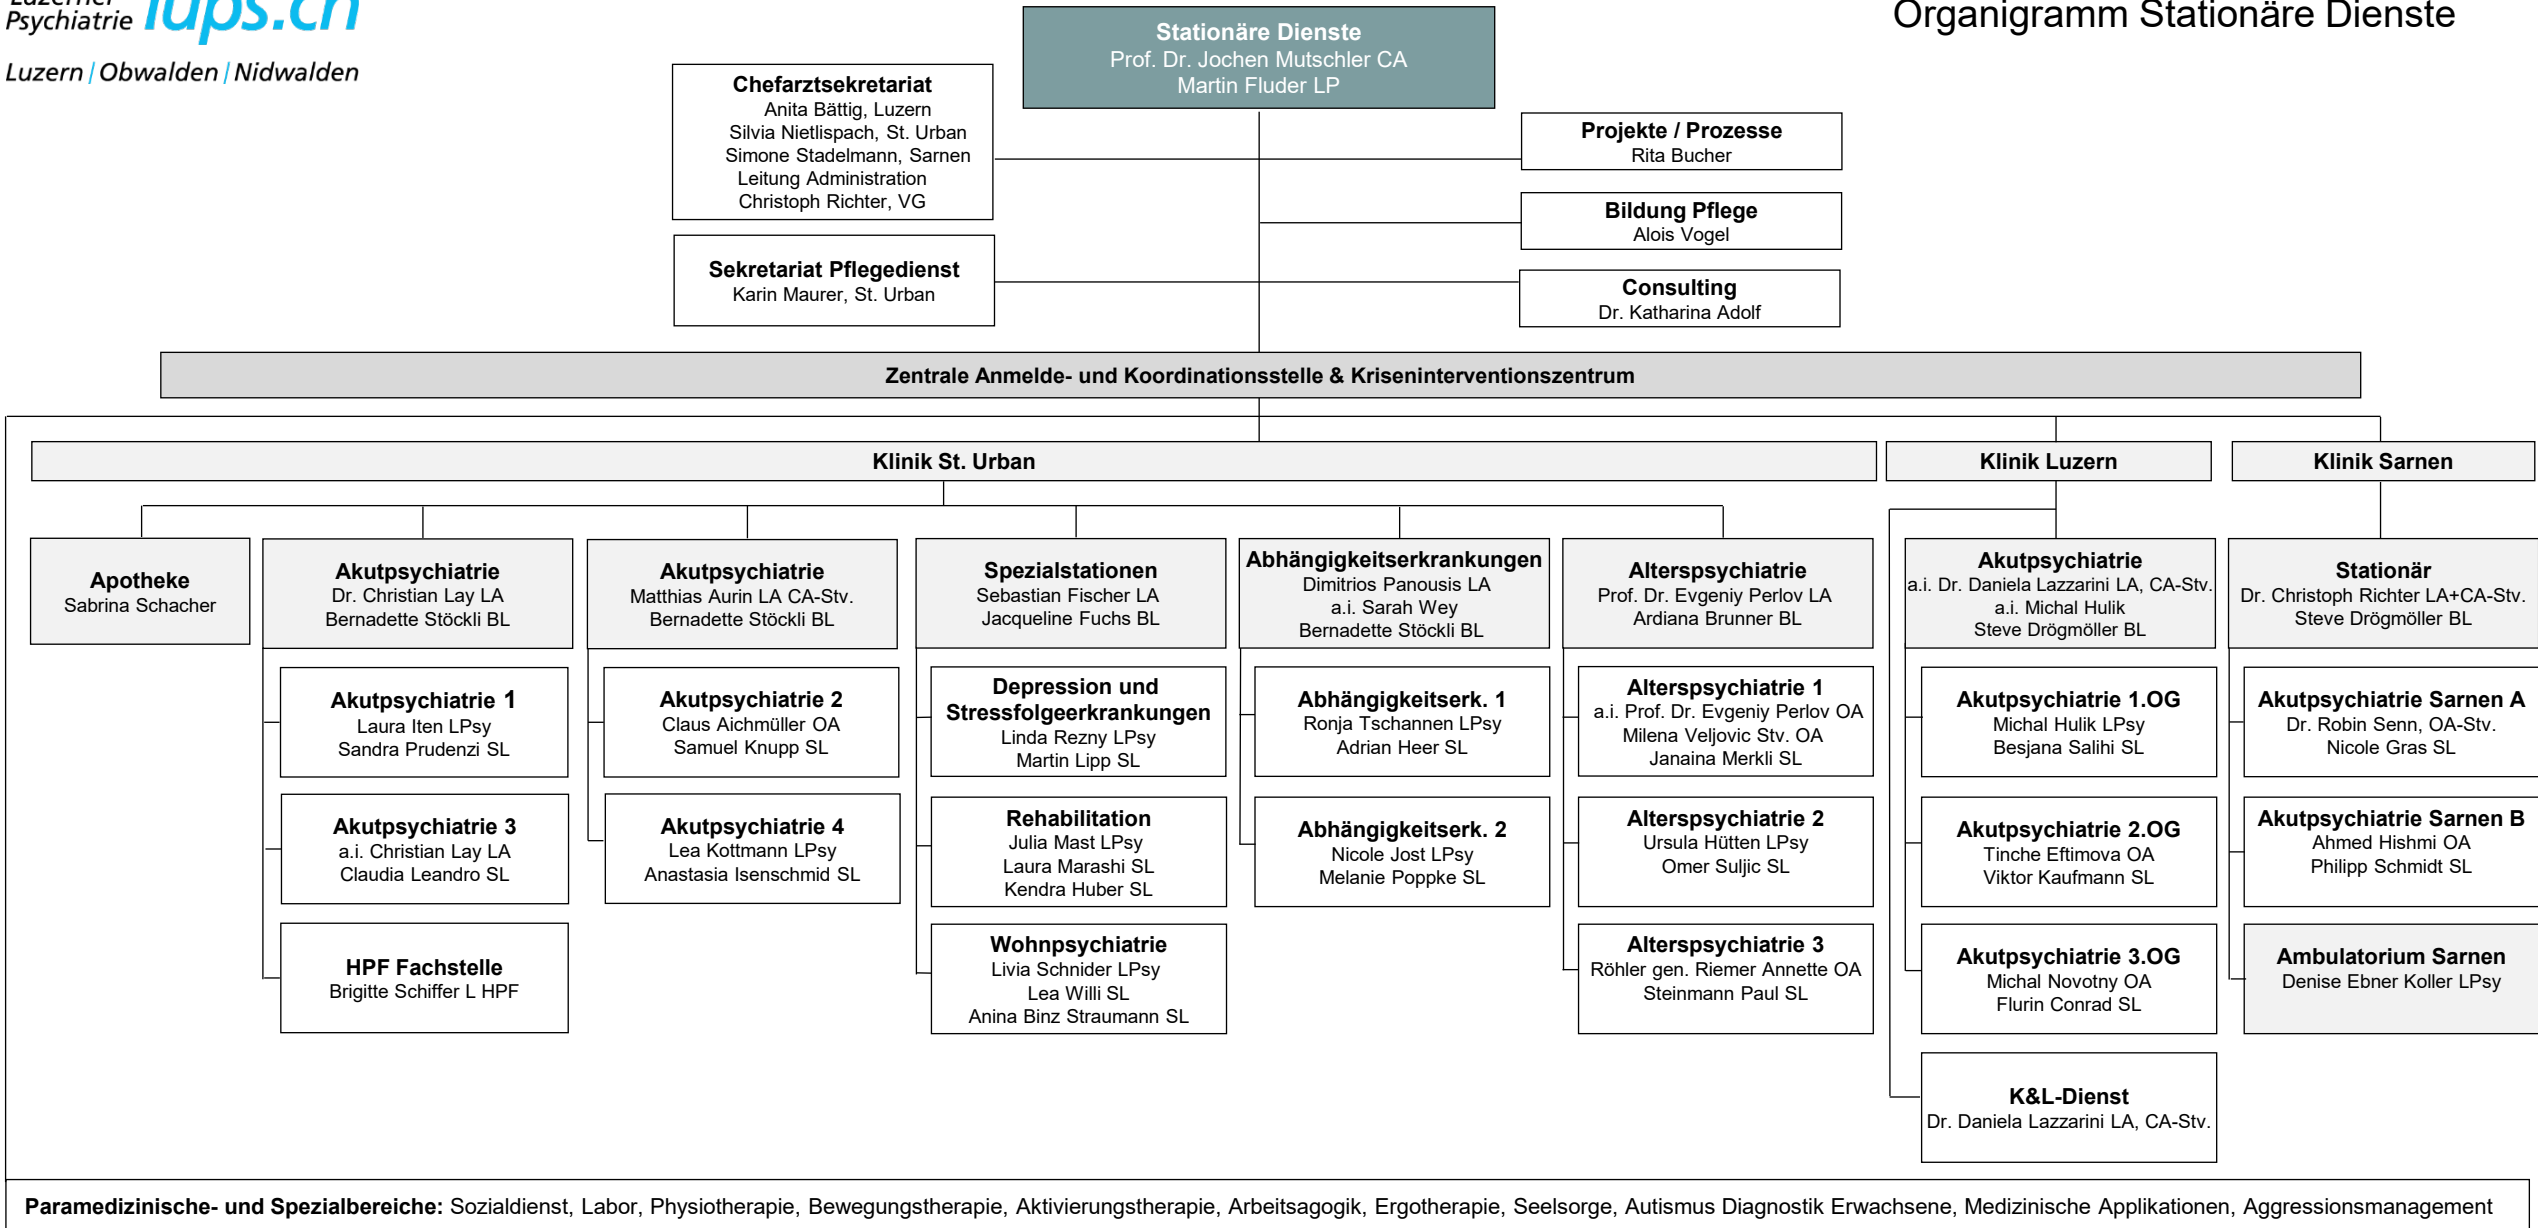 Luzerner
Psychiatrie lups.ch
Luzern | Obwalden | Nidwalden
Organigramm Stationäre Dienste
Stationäre Dienste
Prof. Dr. Jochen Mutschler CA
Martin Fluder LP
Chefarztsekretariat
Anita Bättig, Luzern
Silvia Nietlispach, St. Urban
Simone Stadelmann, Sarnen
Leitung Administration
Christoph Richter, VG
Projekte / Prozesse
Rita Bucher
Bildung Pflege
Alois Vogel
Sekretariat Pflegedienst
Karin Maurer, St. Urban
Consulting
Dr. Katharina Adolf
Zentrale Anmelde- und Koordinationsstelle & Kriseninterventionszentrum
Klinik St. Urban
Klinik Luzern
Klinik Sarnen
Apotheke
Sabrina Schacher
Akutpsychiatrie
Dr. Christian Lay LA
Bernadette Stöckli BL
Akutpsychiatrie
Matthias Aurin LA CA-Stv.
Bernadette Stöckli BL
Spezialstationen
Sebastian Fischer LA
Jacqueline Fuchs BL
Abhängigkeitserkrankungen
Dimitrios Panousis LA
a.i. Sarah Wey
Bernadette Stöckli BL
Alterspsychiatrie
Prof. Dr. Evgeniy Perlov LA
Ardiana Brunner BL
Akutpsychiatrie
a.i. Dr. Daniela Lazzarini LA, CA-Stv.
a.i. Michal Hulik
Steve Drögmöller BL
Stationär
Dr. Christoph Richter LA+CA-Stv.
Steve Drögmöller BL
Akutpsychiatrie 1
Laura Iten LPsy
Sandra Prudenzi SL
Akutpsychiatrie 2
Claus Aichmüller OA
Samuel Knupp SL
Depression und
Stressfolgeerkrankungen
Linda Rezny LPsy
Martin Lipp SL
Abhängigkeitserk. 1
Ronja Tschannen LPsy
Adrian Heer SL
Alterspsychiatrie 1
a.i. Prof. Dr. Evgeniy Perlov OA
Milena Veljovic Stv. OA
Janaina Merkli SL
Akutpsychiatrie 1.OG
Michal Hulik LPsy
Besjana Salihi SL
Akutpsychiatrie Sarnen A
Dr. Robin Senn, OA-Stv.
Nicole Gras SL
Akutpsychiatrie 3
a.i. Christian Lay LA
Claudia Leandro SL
Akutpsychiatrie 4
Lea Kottmann LPsy
Anastasia Isenschmid SL
Rehabilitation
Julia Mast LPsy
Laura Marashi SL
Kendra Huber SL
Abhängigkeitserk. 2
Nicole Jost LPsy
Melanie Poppke SL
Alterspsychiatrie 2
Ursula Hütten LPsy
Omer Suljic SL
Akutpsychiatrie 2.OG
Tinche Eftimova OA
Viktor Kaufmann SL
Akutpsychiatrie Sarnen B
Ahmed Hishmi OA
Philipp Schmidt SL
HPF Fachstelle
Brigitte Schiffer L HPF
Wohnpsychiatrie
Livia Schnider LPsy
Lea Willi SL
Anina Binz Straumann SL
Alterspsychiatrie 3
Röhler gen. Riemer Annette OA
Steinmann Paul SL
Akutpsychiatrie 3.OG
Michal Novotny OA
Flurin Conrad SL
Ambulatorium Sarnen
Denise Ebner Koller LPsy
K&L-Dienst
Dr. Daniela Lazzarini LA, CA-Stv.
Paramedizinische- und Spezialbereiche: Sozialdienst, Labor, Physiotherapie, Bewegungstherapie, Aktivierungstherapie, Arbeitsagogik, Ergotherapie, Seelsorge, Autismus Diagnostik Erwachsene, Medizinische Applikationen, Aggressionsmanagement